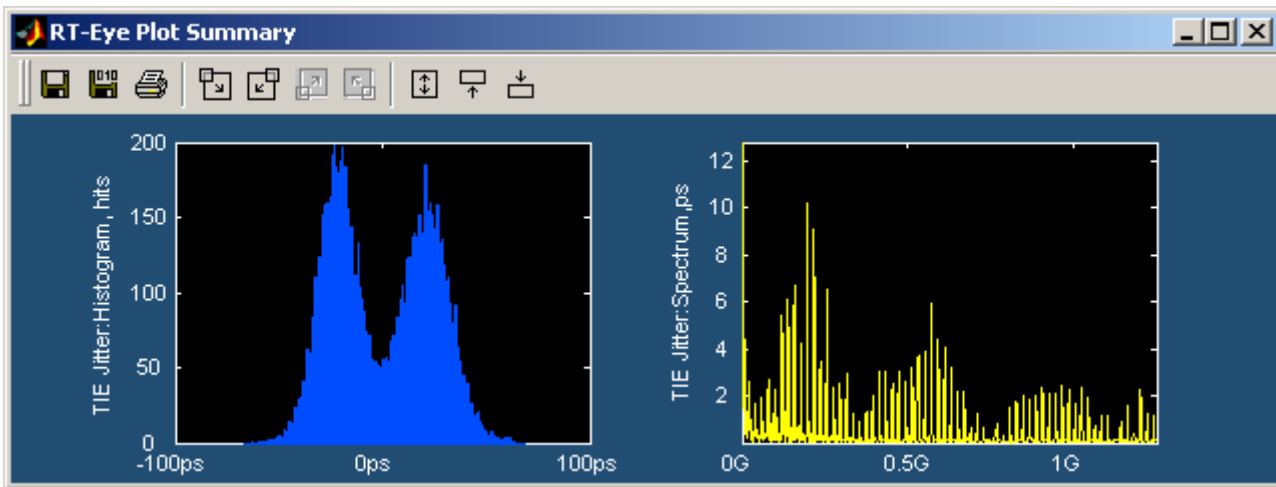 RT-Eye Plot Summary
010
TIE Jitter:Histogram, hits
200
150
100
50
0
-100ps
0ps
100ps
TIE Jitter:Spectrum,ps
12
10
8
6
4
2
0G
0.5G
1G